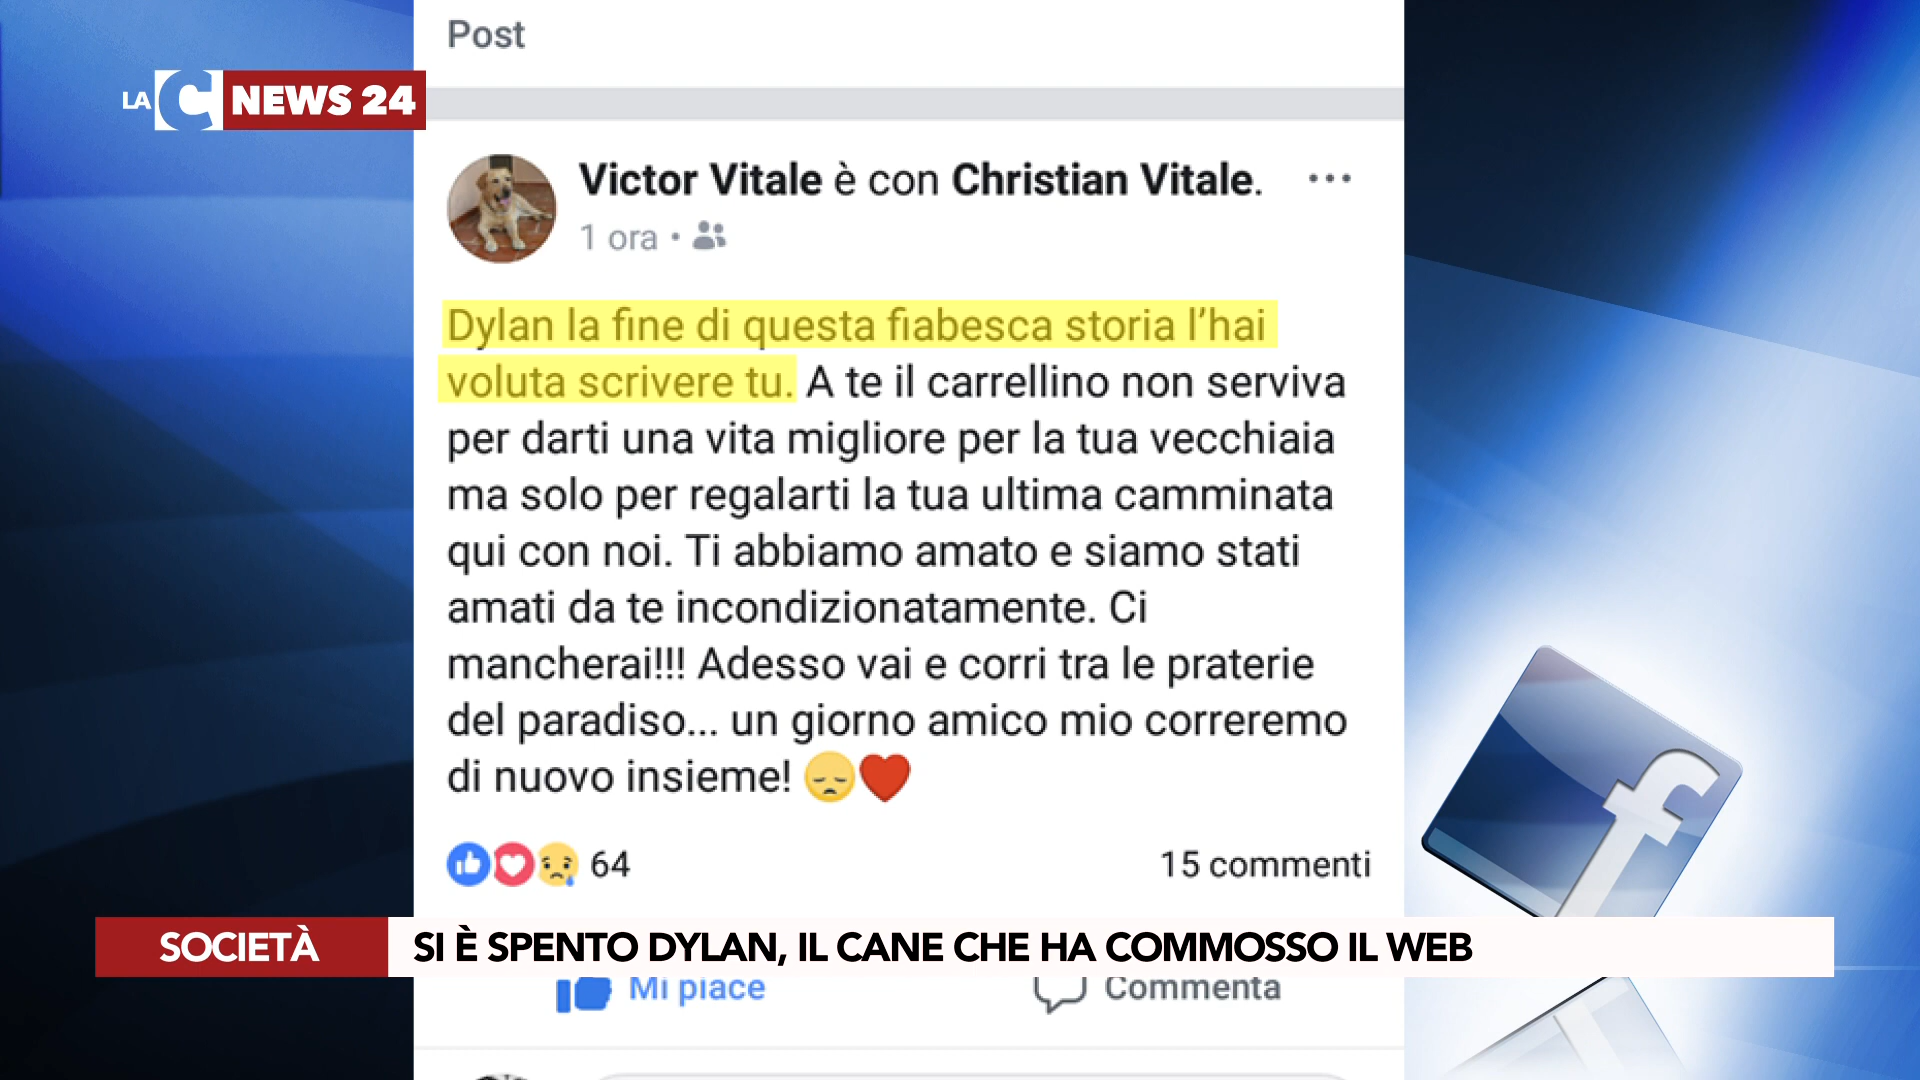 Post
LA C NEWS 24
Victor Vitale è con Christian Vitale.
1 ora •
Dylan la fine di questa fiabesca storia l'hai
voluta scrivere tu. A te il carrellino non serviva
per darti una vita migliore per la tua vecchiaia
ma solo per regalarti la tua ultima camminata
qui con noi. Ti abbiamo amato e siamo stati
amati da te incondizionatamente. Ci
mancherai!!! Adesso vai e corri tra le praterie
del paradiso... un giorno amico mio correremo
di nuovo insieme! 😞❤️
64 15 commenti
SOCIETÀ SI È SPENTO DYLAN, IL CANE CHE HA COMMOSSO IL WEB
Mi piace Commenta
f